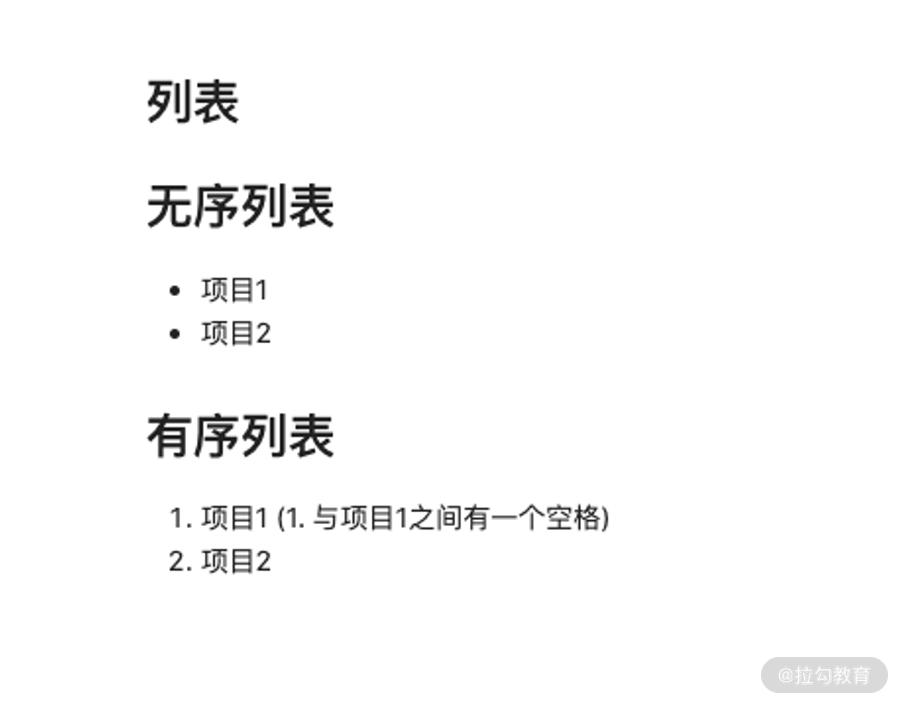 列表
无序列表
• 项目1
• 项目2
有序列表
1. 项目1 (1. 与项目1之间有一个空格)
2. 项目2
@拉勾教育